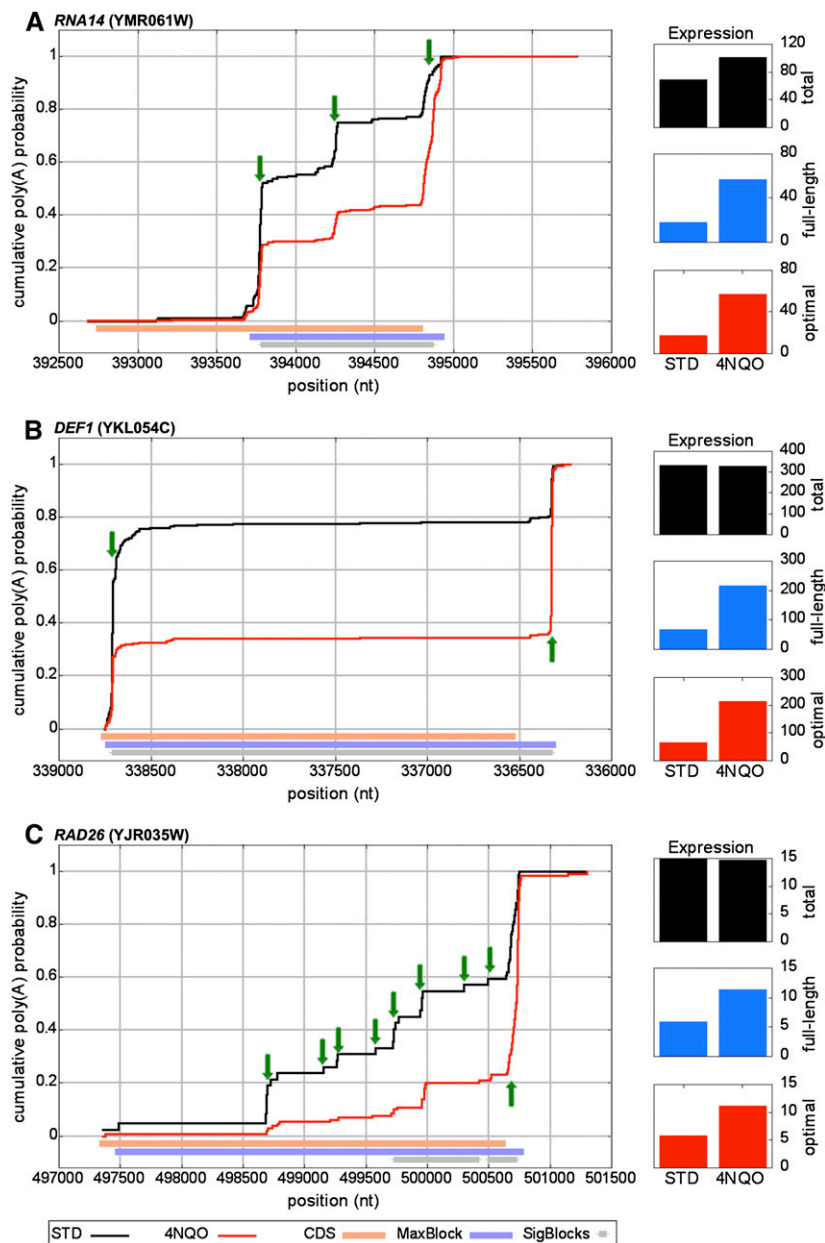 A RNA14 (YMR061W)
cumulative poly(A) probability
1
0.8
0.6
0.4
0.2
0
392500 393000 393500 394000 394500 395000 395500 396000
position (nt)
Expression
120
80
40
0
total
80
40
0
full-length
80
40
0
optimal
STD 4NQO
B DEF1 (YKL054C)
cumulative poly(A) probability
1
0.8
0.6
0.4
0.2
0
339000 338500 338000 337500 337000 336500 336000
position (nt)
Expression
400
300
200
100
0
total
300
200
100
0
full-length
300
200
100
0
optimal
STD 4NQO
C RAD26 (YJR035W)
cumulative poly(A) probability
1
0.8
0.6
0.4
0.2
0
497000 497500 498000 498500 499000 499500 500000 500500 501000 501500
position (nt)
Expression
15
10
5
0
total
15
10
5
0
full-length
15
10
5
0
optimal
STD 4NQO
STD 4NQO CDS MaxBlock SigBlocks